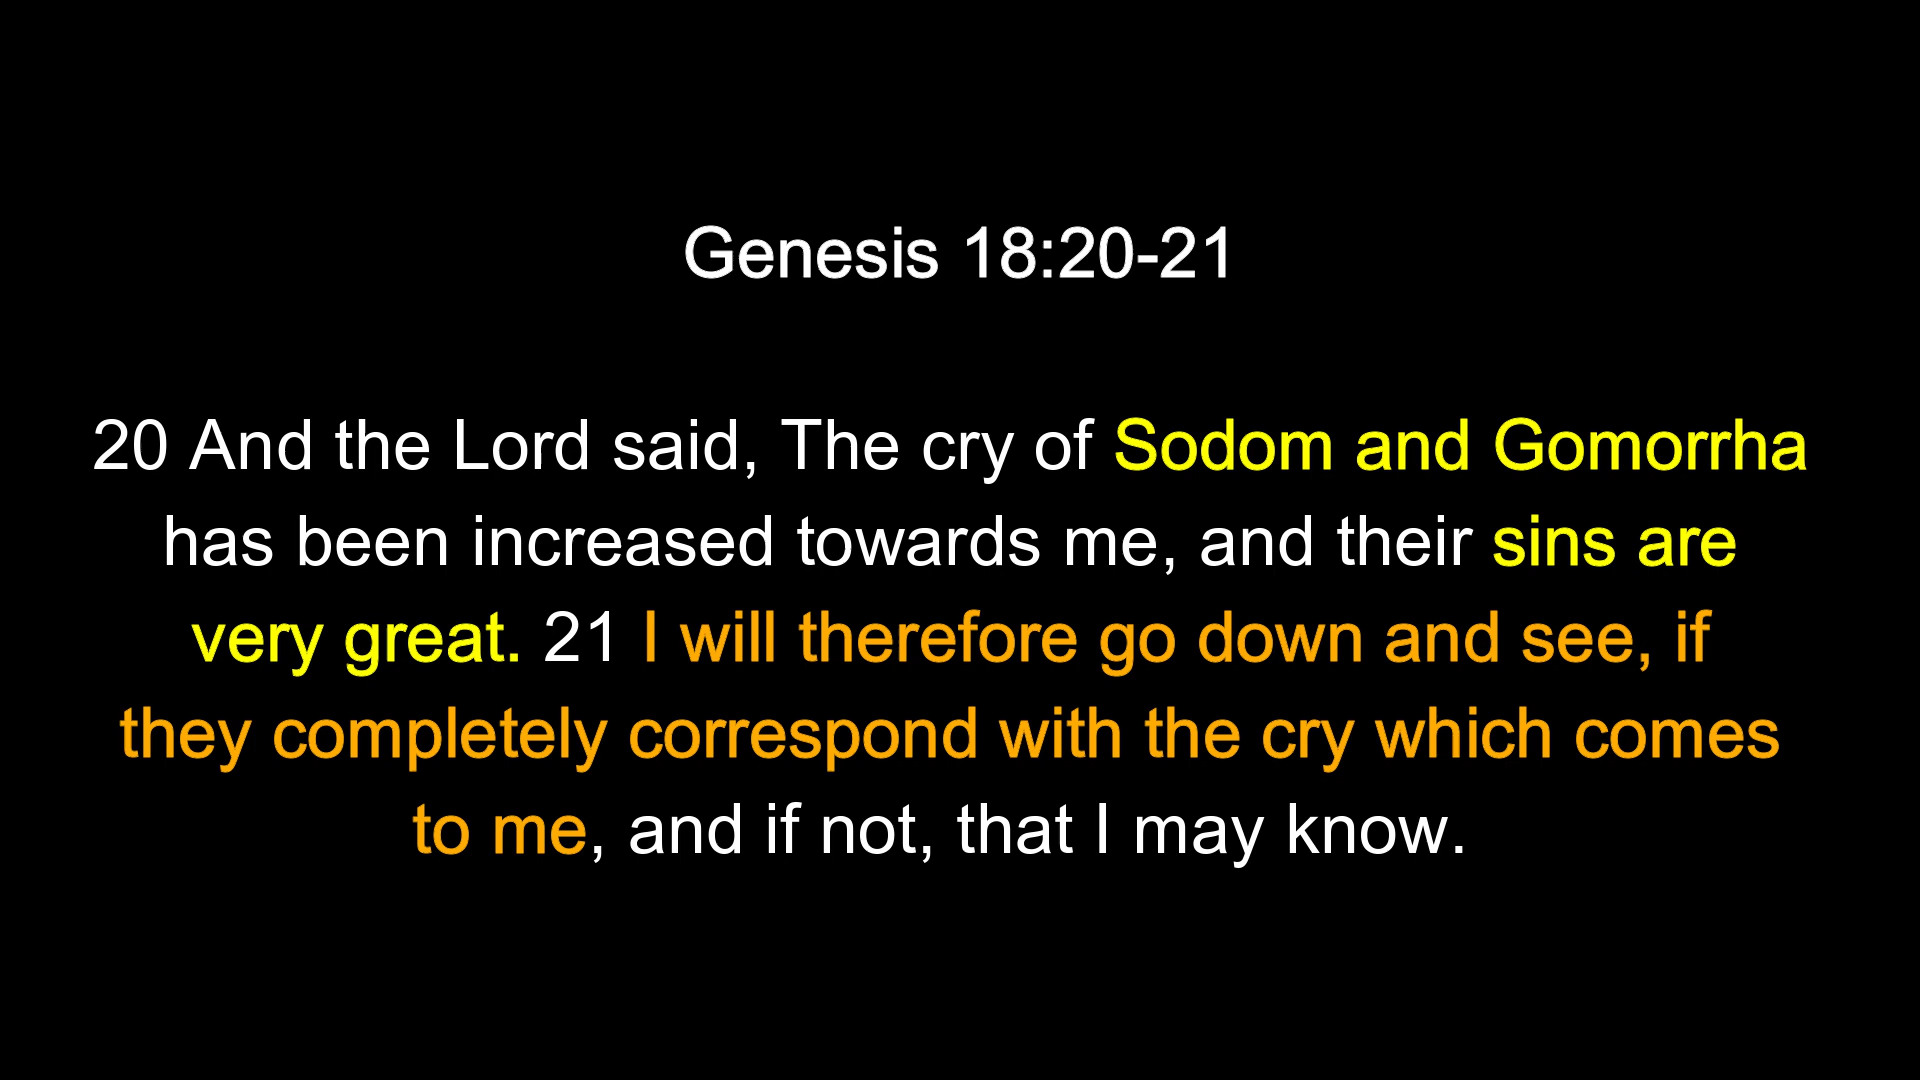 Genesis 18:20-21
20 And the Lord said, The cry of Sodom and Gomorrha
has been increased towards me, and their sins are
very great. 21 I will therefore go down and see, if
they completely correspond with the cry which comes
to me, and if not, that I may know.